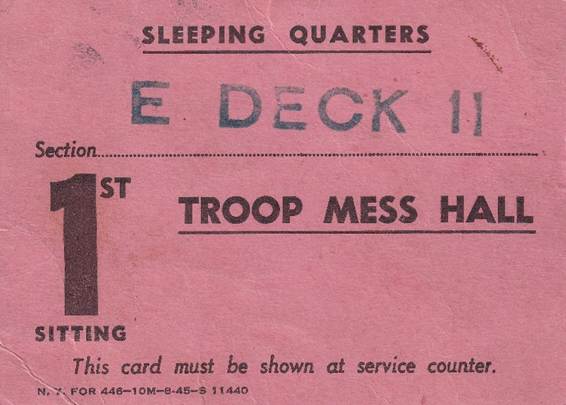 SLEEPING QUARTERS
E DECK 11
Section
1ST SITTING
TROOP MESS HALL
This card must be shown at service counter.
N. Y. FOR 446-10M-8-45-S 11440